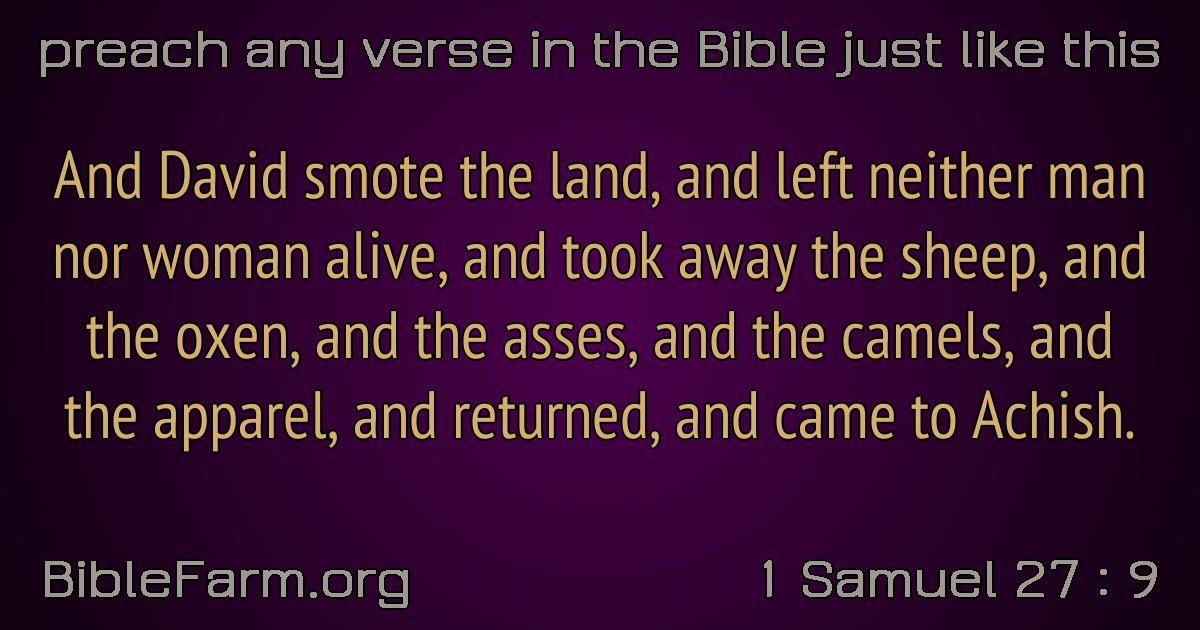 preach any verse in the Bible just like this
And David smote the land, and left neither man
nor woman alive, and took away the sheep, and
the oxen, and the asses, and the camels, and
the apparel, and returned, and came to Achish.
BibleFarm.org
1 Samuel 27 : 9